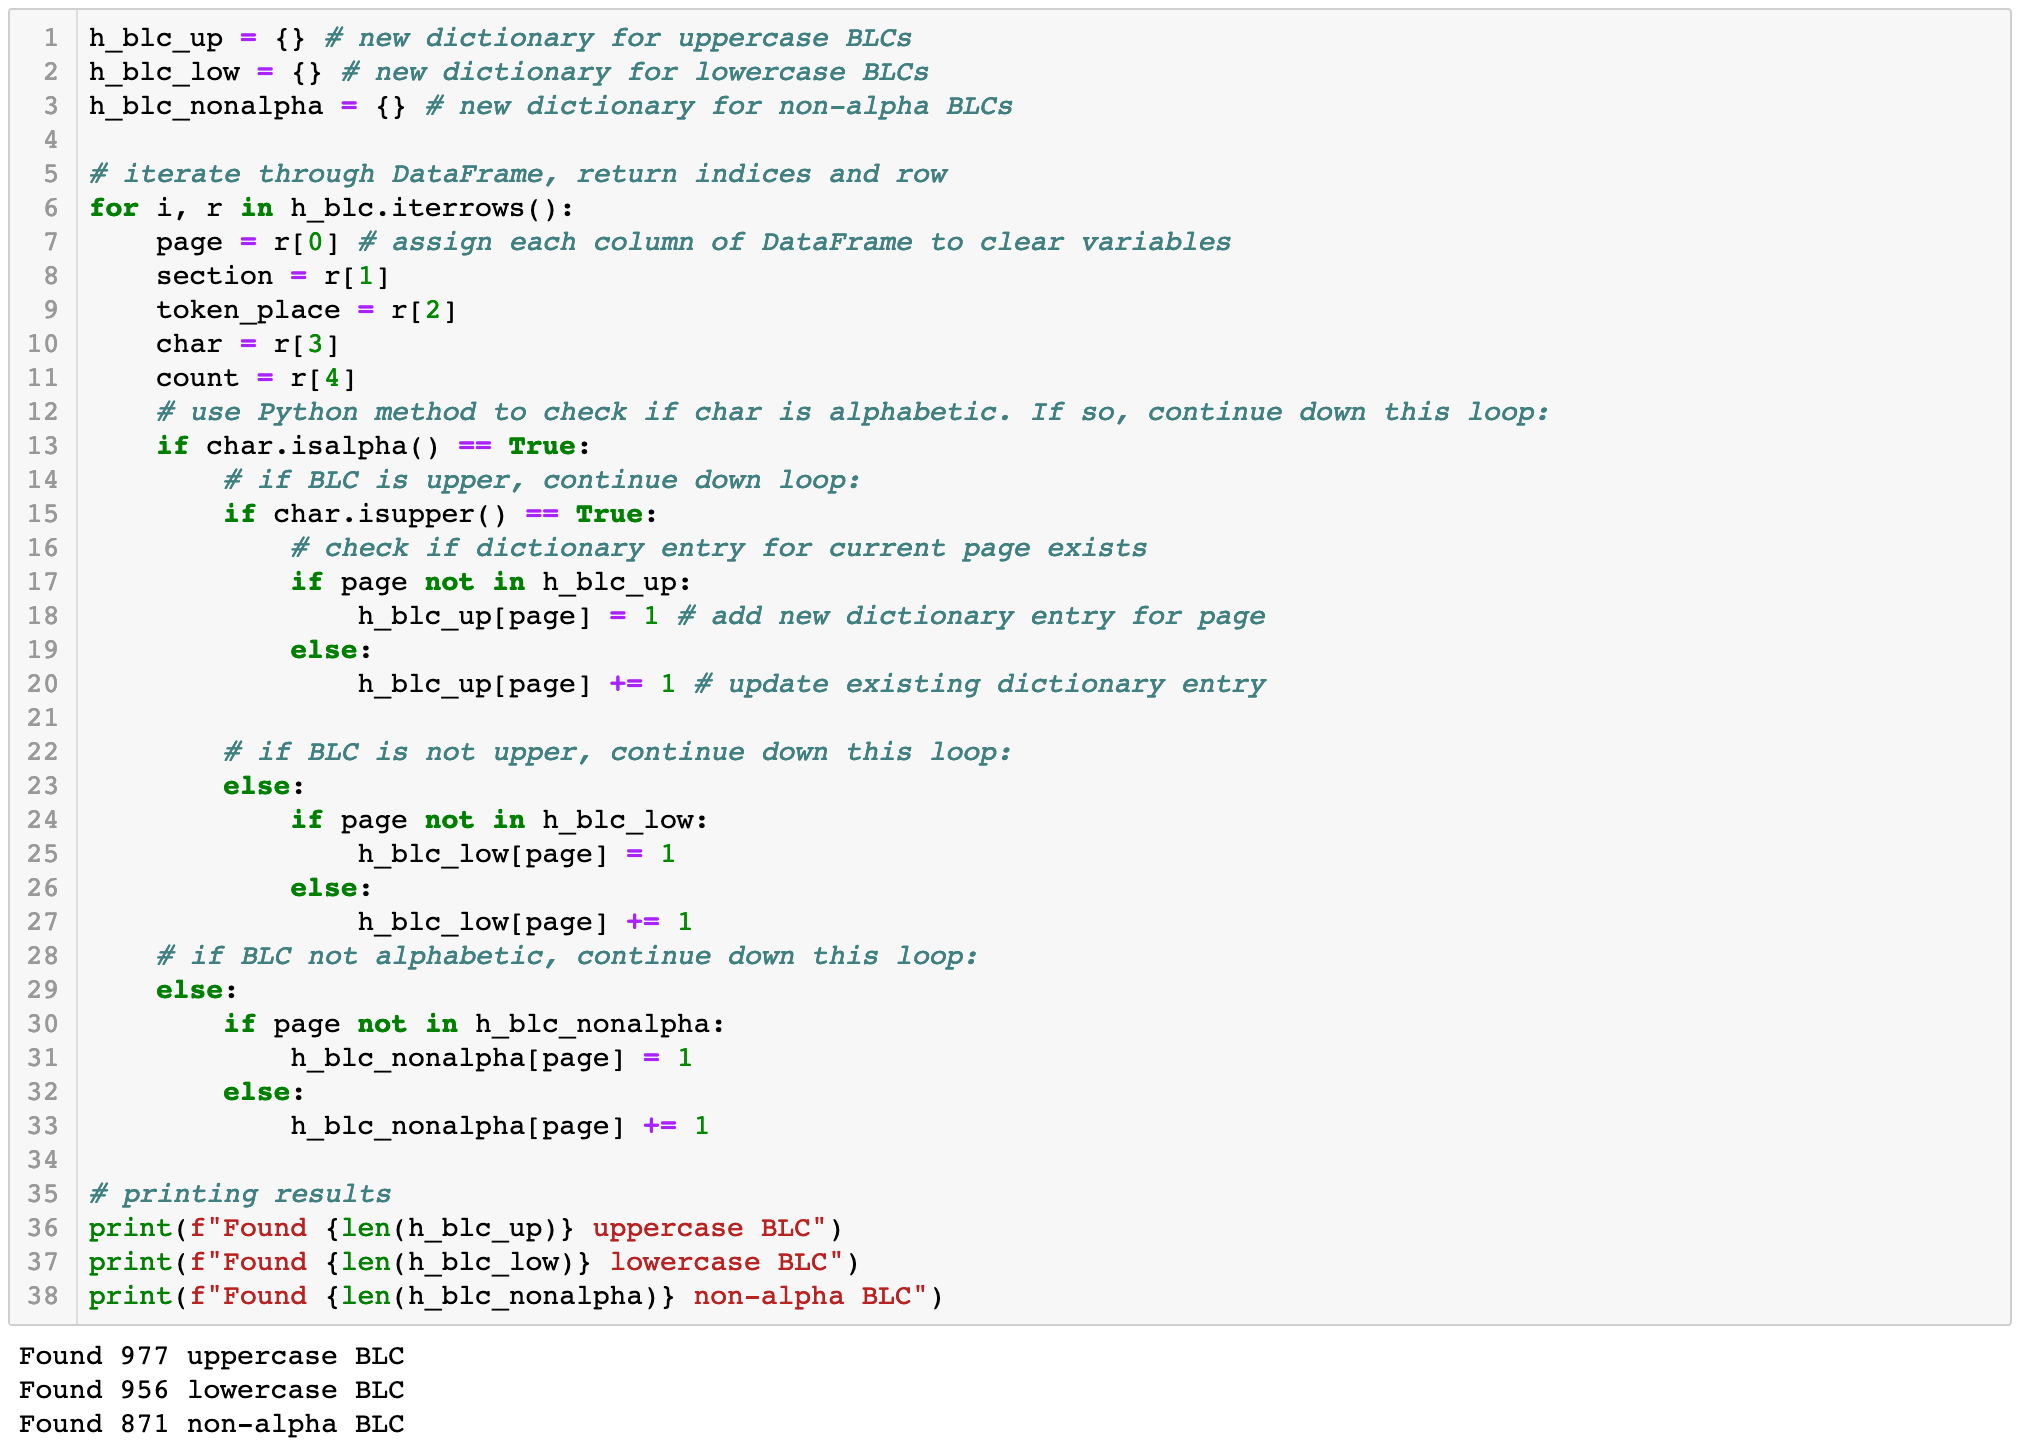 1 h_blc_up = {} # new dictionary for uppercase BLCs
2 h_blc_low = {} # new dictionary for lowercase BLCs
3 h_blc_nonalpha = {} # new dictionary for non-alpha BLCs
4
5 # iterate through DataFrame, return indices and row
6 for i, r in h_blc.iterrows():
7     page = r[0] # assign each column of DataFrame to clear variables
8     section = r[1]
9     token_place = r[2]
10     char = r[3]
11     count = r[4]
12     # use Python method to check if char is alphabetic. If so, continue down this loop:
13     if char.isalpha() == True:
14         # if BLC is upper, continue down loop:
15         if char.isupper() == True:
16             # check if dictionary entry for current page exists
17             if page not in h_blc_up:
18                 h_blc_up[page] = 1 # add new dictionary entry for page
19             else:
20                 h_blc_up[page] += 1 # update existing dictionary entry
21
22         # if BLC is not upper, continue down this loop:
23         else:
24             if page not in h_blc_low:
25                 h_blc_low[page] = 1
26             else:
27                 h_blc_low[page] += 1
28     # if BLC not alphabetic, continue down this loop:
29     else:
30         if page not in h_blc_nonalpha:
31             h_blc_nonalpha[page] = 1
32         else:
33             h_blc_nonalpha[page] += 1
34
35 # printing results
36 print(f"Found {len(h_blc_up)} uppercase BLC")
37 print(f"Found {len(h_blc_low)} lowercase BLC")
38 print(f"Found {len(h_blc_nonalpha)} non-alpha BLC")
Found 977 uppercase BLC
Found 956 lowercase BLC
Found 871 non-alpha BLC